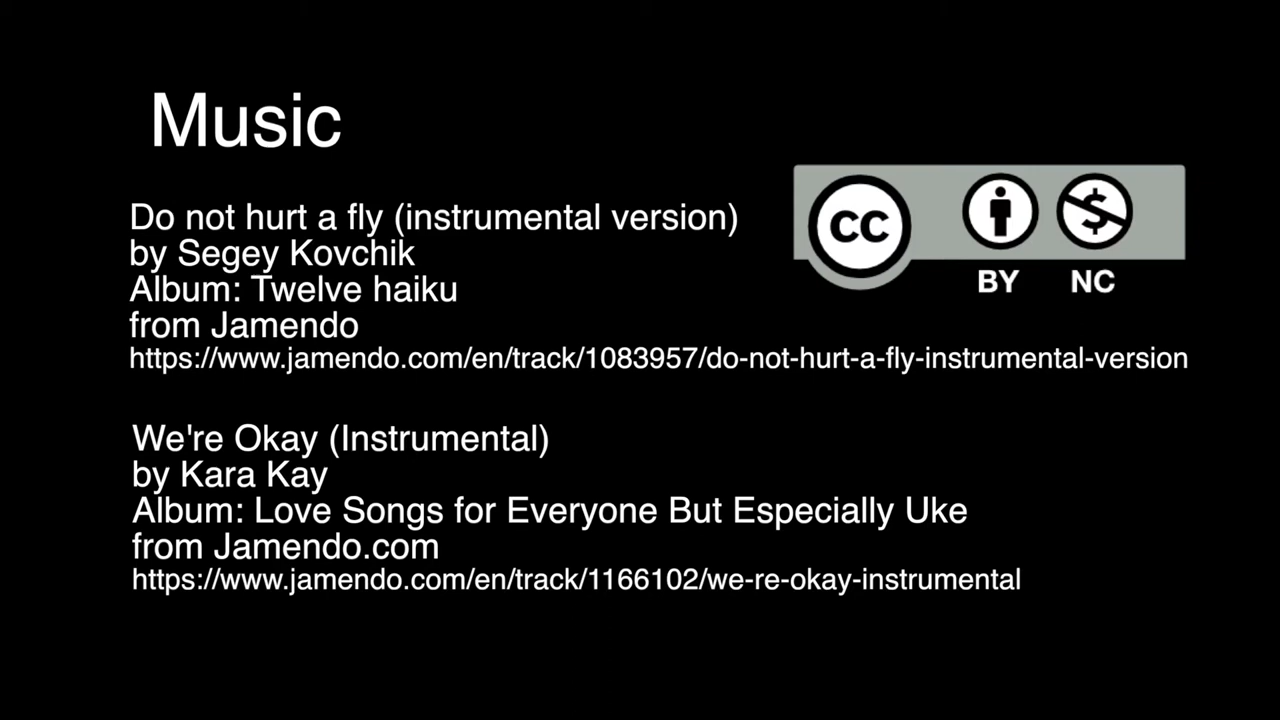 Music
Do not hurt a fly (instrumental version)
by Segey Kovchik
Album: Twelve haiku
from Jamendo
https://www.jamendo.com/en/track/1083957/do-not-hurt-a-fly-instrumental-version
CC
BY NC
We're Okay (Instrumental)
by Kara Kay
Album: Love Songs for Everyone But Especially Uke
from Jamendo.com
https://www.jamendo.com/en/track/1166102/we-re-okay-instrumental